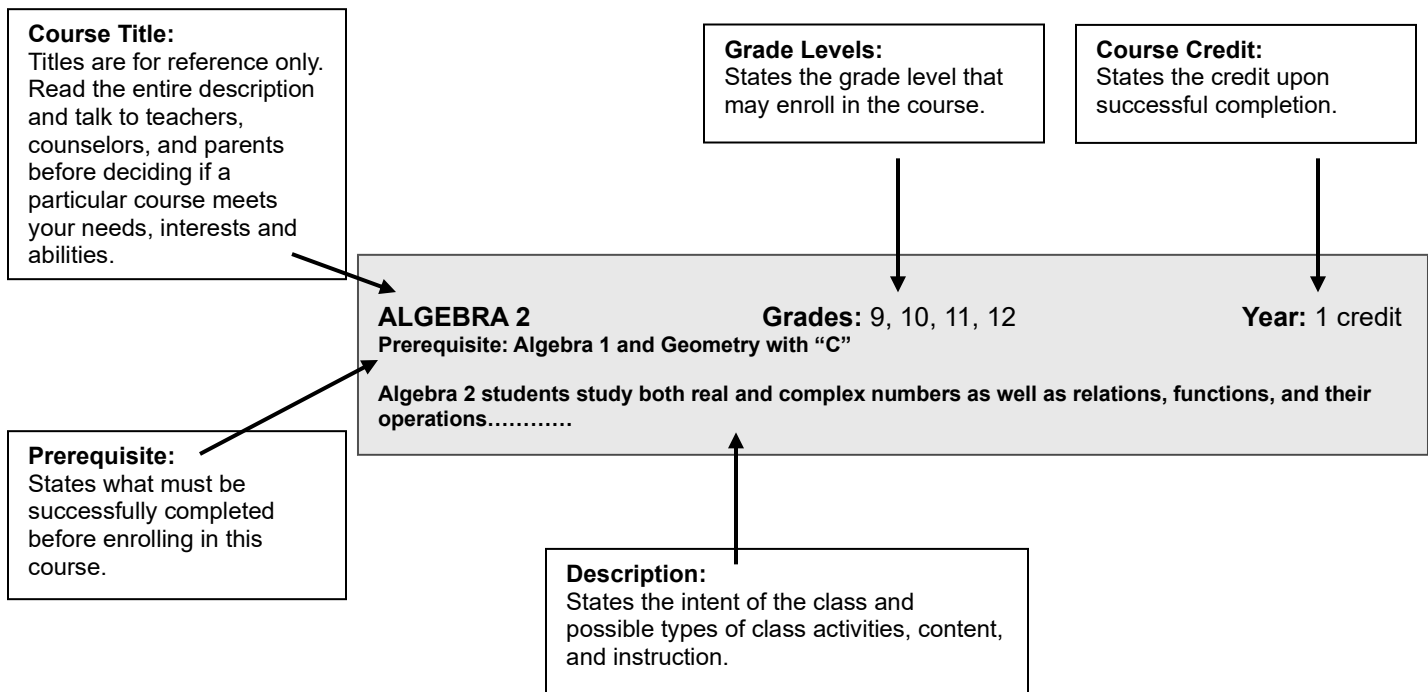 Course Title:
Titles are for reference only.
Read the entire description
and talk to teachers,
counselors, and parents
before deciding if a
particular course meets
your needs, interests and
abilities.
Grade Levels:
States the grade level that
may enroll in the course.
Course Credit:
States the credit upon
successful completion.
ALGEBRA 2 Grades: 9, 10, 11, 12 Year: 1 credit
Prerequisite: Algebra 1 and Geometry with “C”
Algebra 2 students study both real and complex numbers as well as relations, functions, and their
operations…………
Prerequisite:
States what must be
successfully completed
before enrolling in this
course.
Description:
States the intent of the class and
possible types of class activities, content,
and instruction.